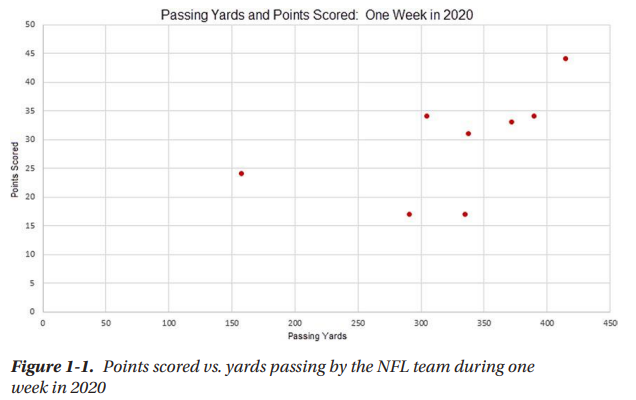 Passing Yards and Points Scored: One Week in 2020
50
45
40
35
30
25
20
15
10
5
0
Points Scored
0 50 100 150 200 250 300 350 400 450
Passing Yards
Figure 1-1. Points scored vs. yards passing by the NFL team during one
week in 2020